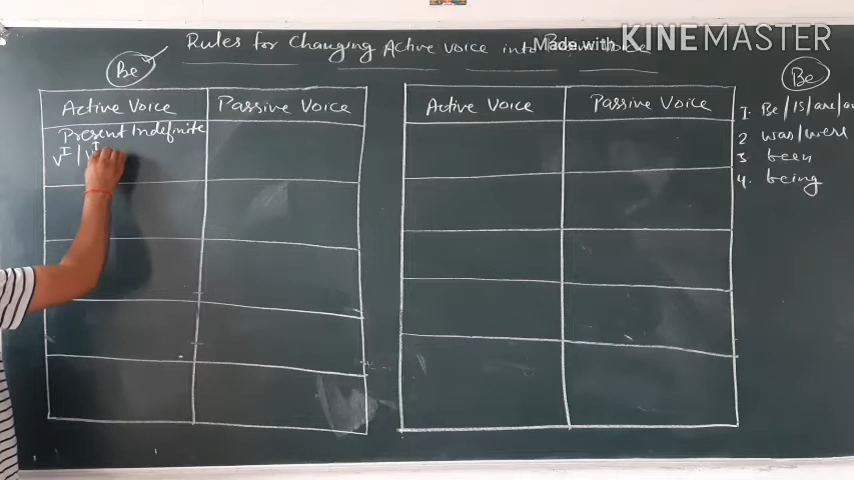 Rules for Changing Active Voice into Voice
Made with KINEMASTER
Be
Be
Active Voice Passive Voice
Present Indefinite
V^I / V^I
Active Voice Passive Voice
1. Be / Is / are /
2 was / were
3 been
4. being